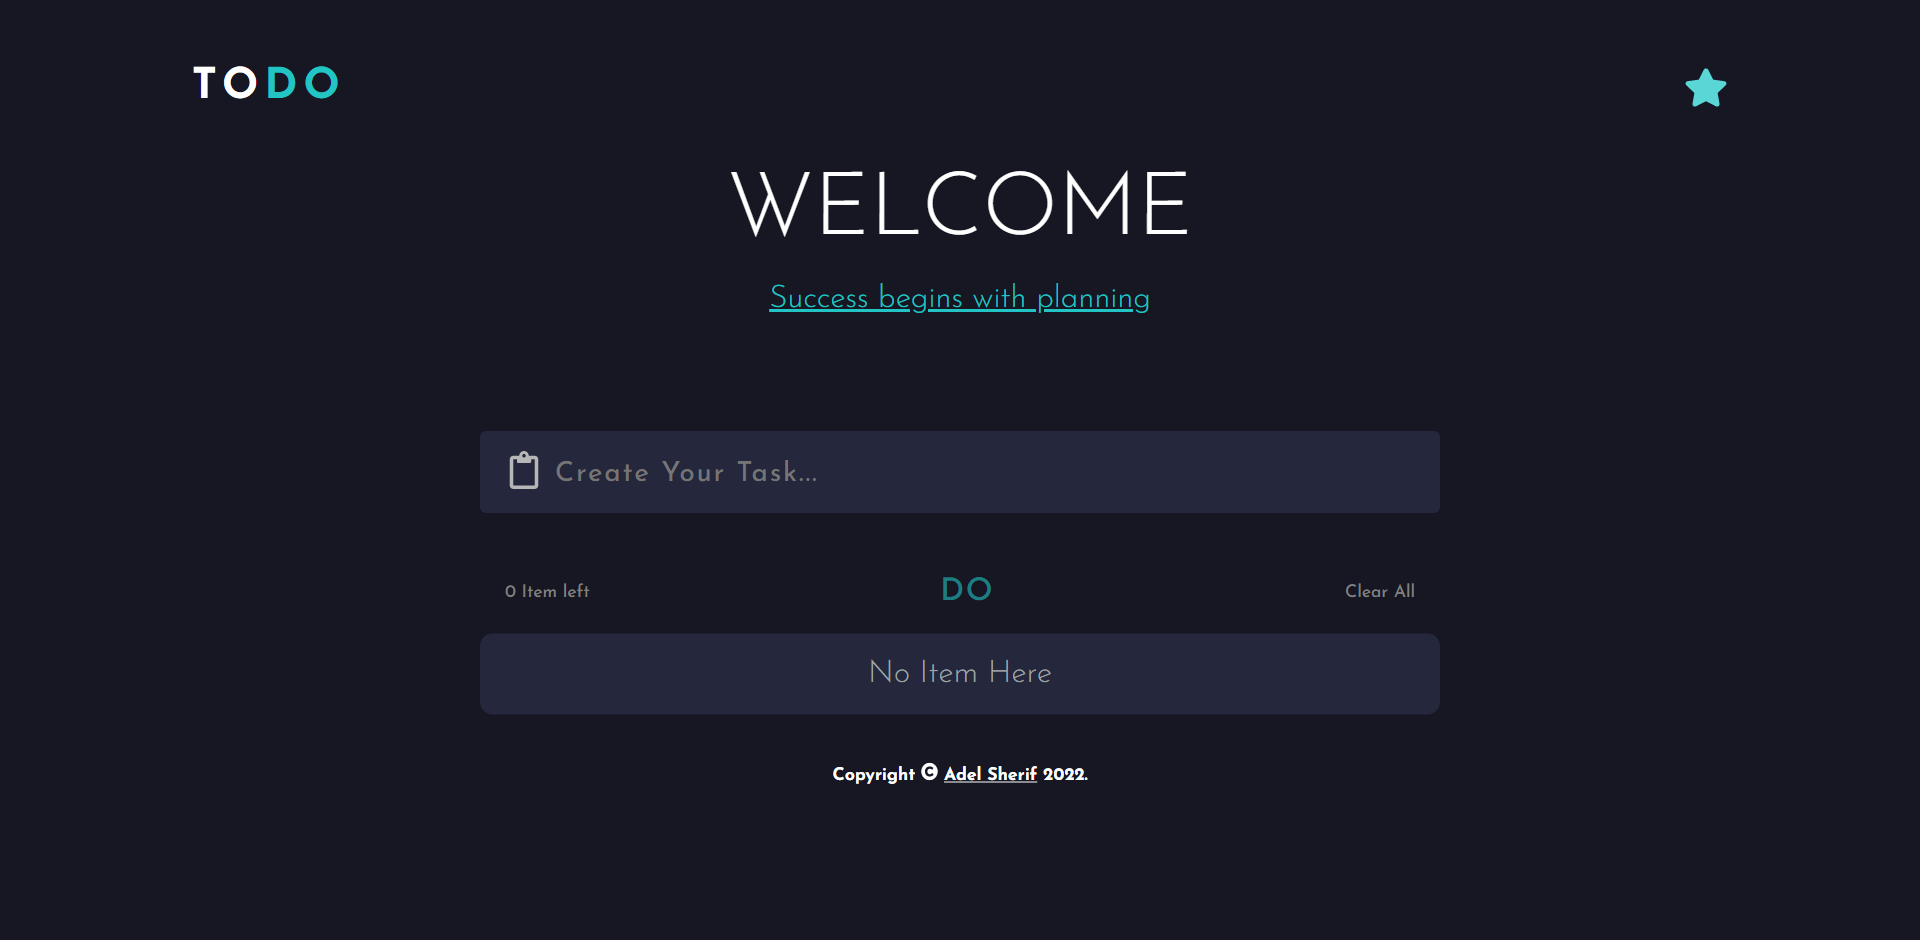 TODO
WELCOME
Success begins with planning
Create Your Task...
0 Item left DO Clear All
No Item Here
Copyright © Adel Sherif 2022.